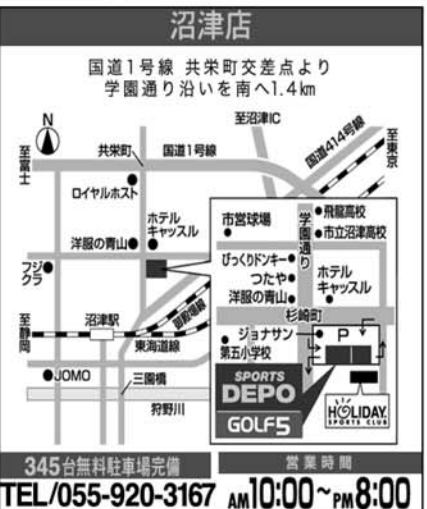 沼津店
国道1号線 共栄町交差点より
学園通り沿いを南へ1.4㎞
N
至沼津IC
国道414号線
至東京
至富士
共栄町
国道1号線
ロイヤルホスト
ホテル
キャッスル
洋服の青山
フジクラ
市営球場
学園通り
飛龍高校
市立沼津高校
びっくりドンキー
つたや
洋服の青山
ホテル
キャッスル
杉崎町
至静岡
沼津駅
御殿場線
東海道線
ジョナサン
第五小学校
P
JOMO
三園橋
狩野川
SPORTS
DEPO
GOLF5
HOLIDAY
SPORTS CLUB
345台無料駐車場完備
営業時間
TEL/055-920-3167 AM10:00~PM8:00